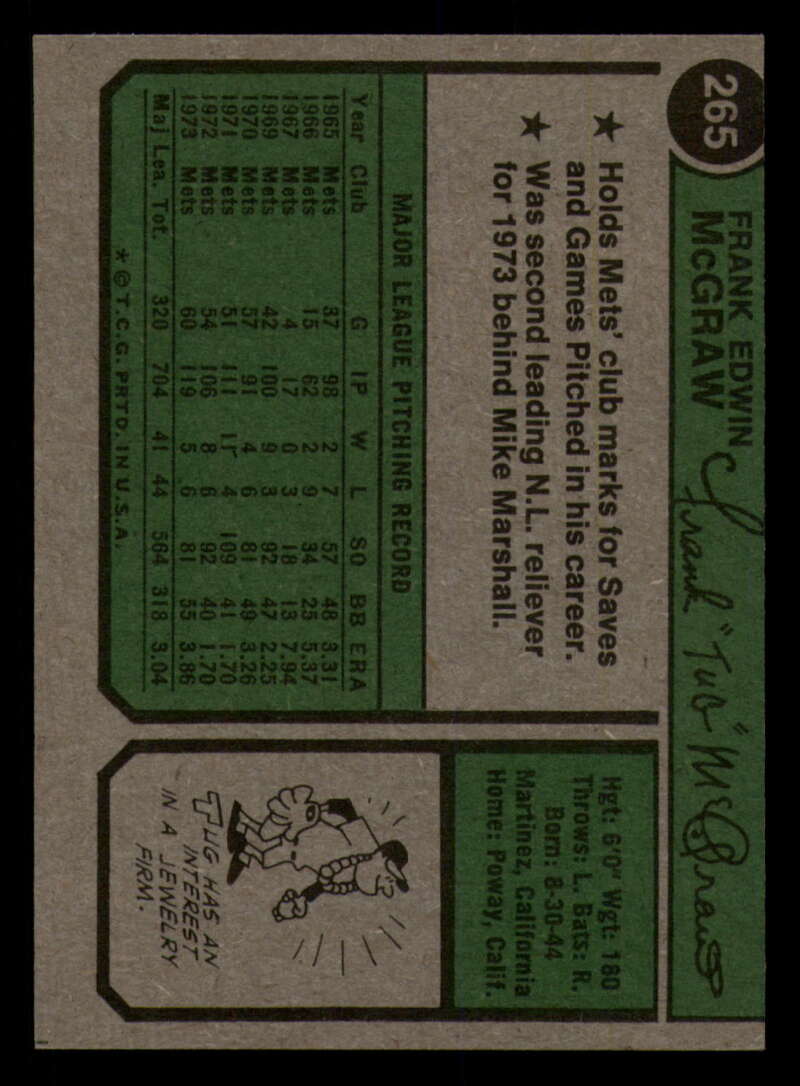 265
FRANK EDWIN
McGRAW
Frank "Tug" McGraw
★ Holds Mets' club marks for Saves
and Games Pitched in his career.
★ Was second leading N.L. reliever
for 1973 behind Mike Marshall.
MAJOR LEAGUE PITCHING RECORD
Year Club G IP W L SO BB ERA
1965 Mets 37 98 2 7 57 48 3.31
1966 Mets 15 62 2 9 34 25 5.37
1967 Mets 4 17 0 3 18 13 7.94
1969 Mets 42 100 9 3 92 47 2.25
1970 Mets 57 91 4 6 81 49 3.26
1971 Mets 51 111 11 4 109 41 1.70
1972 Mets 54 106 8 6 92 40 1.70
1973 Mets 60 119 5 6 81 55 3.86
Maj Lea. Tot. 320 704 41 44 564 318 3.04
* © T.C.G. PRTD. IN U.S.A.
Hgt: 6'0" Wgt: 180
Throws: L. Bats: R.
Born: 8-30-44
Martinez, California
Home: Poway, Calif.
TUG HAS AN
INTEREST
IN A JEWELRY
FIRM.